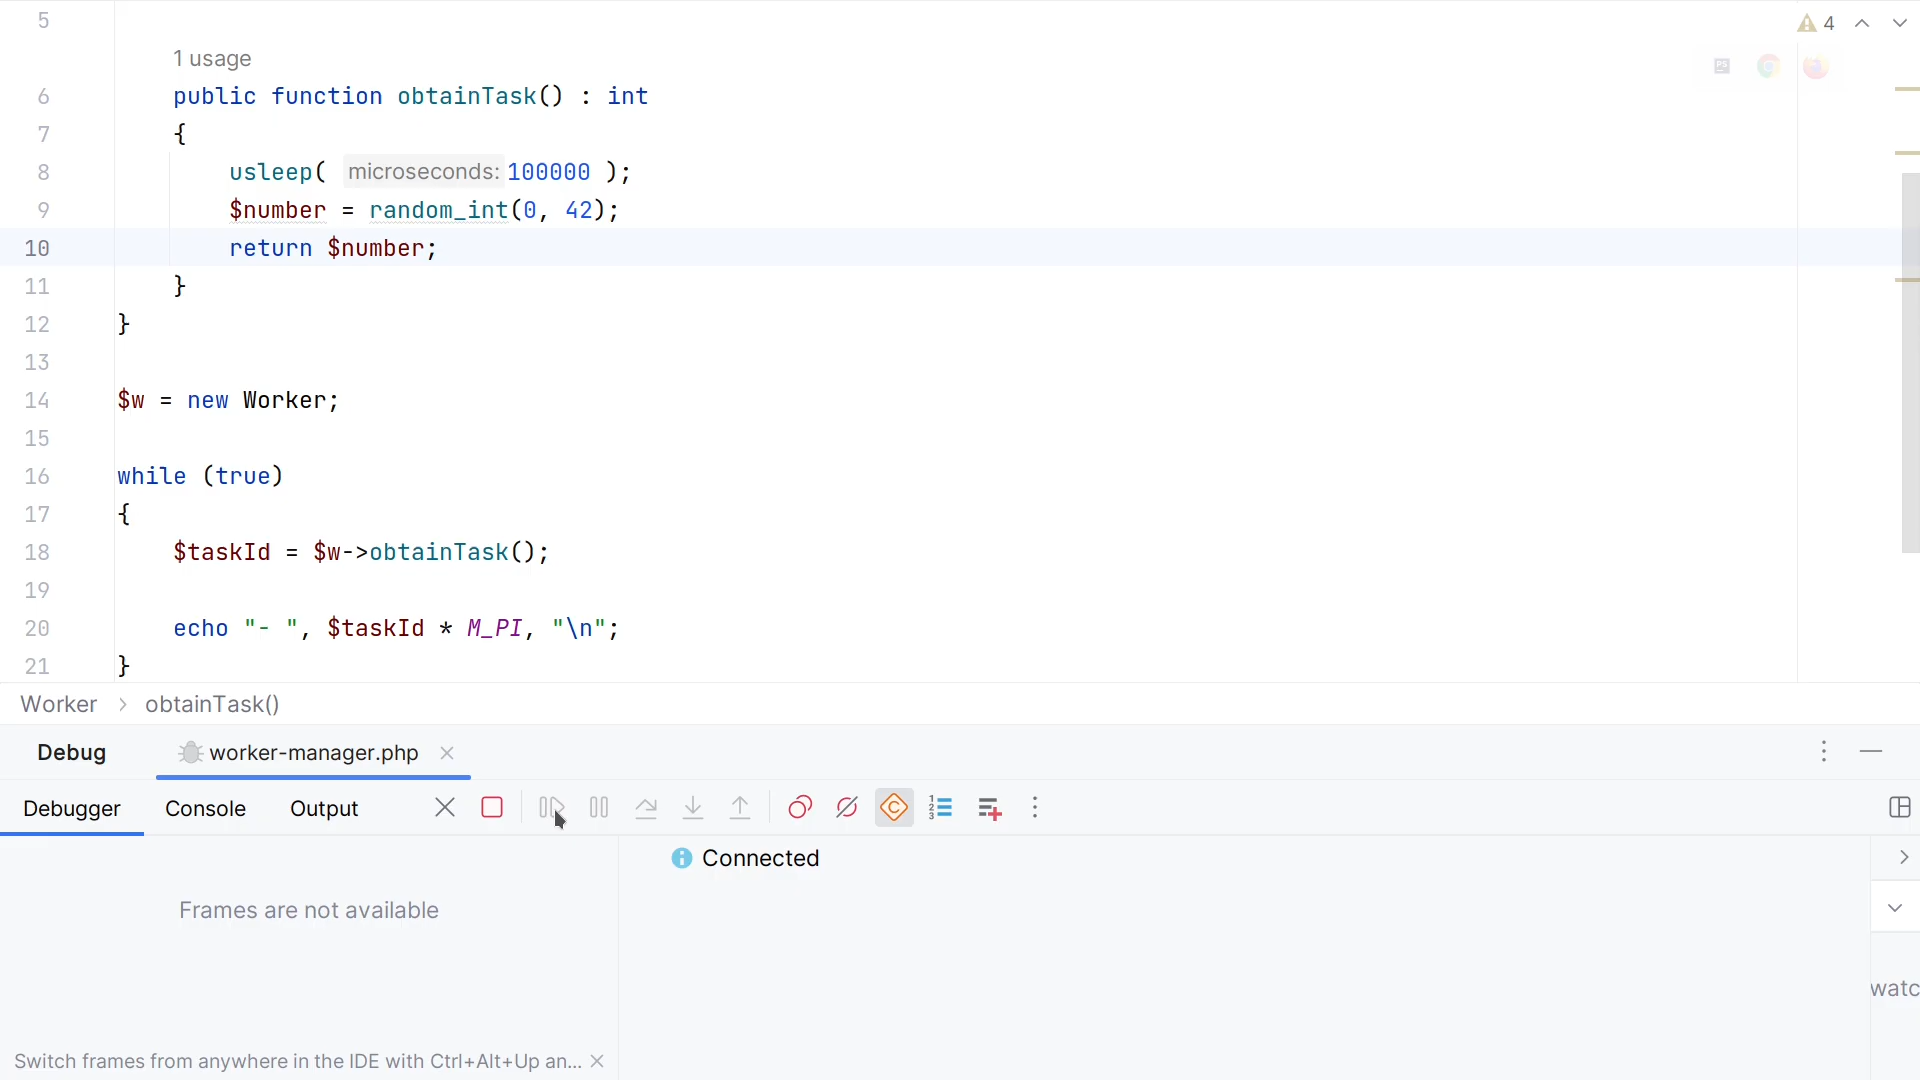 5
4
1 usage
PS
6 public function obtainTask() : int
7 {
8 usleep( microseconds: 100000 );
9 $number = random_int(0, 42);
10 return $number;
11 }
12 }
13
14 $w = new Worker;
15
16 while (true)
17 {
18 $taskId = $w->obtainTask();
19
20 echo "- ", $taskId * M_PI, "\n";
21 }
Worker > obtainTask()
Debug worker-manager.php
Debugger Console Output
Connected
Frames are not available
watc
Switch frames from anywhere in the IDE with Ctrl+Alt+Up an...